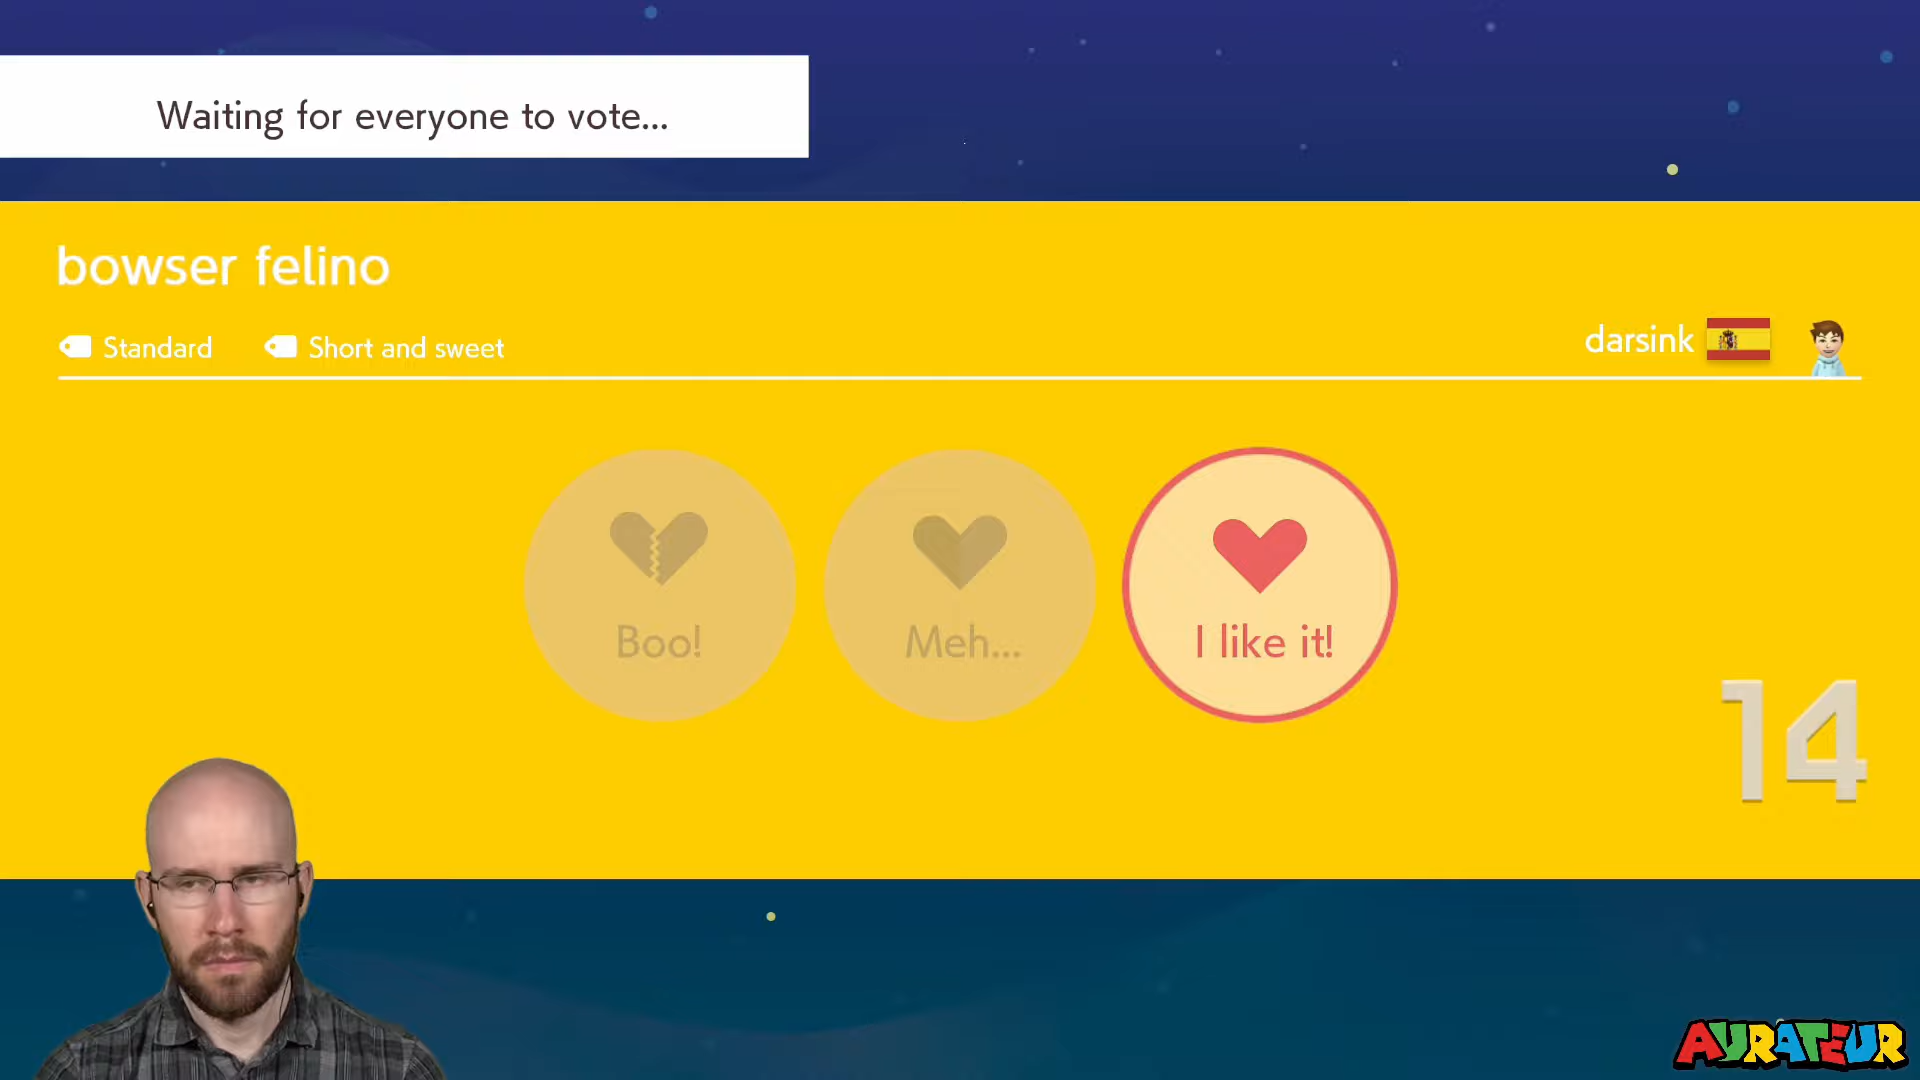 Waiting for everyone to vote...
bowser felino
Standard Short and sweet
darsink
Boo! Meh... I like it!
14
AURATEUR